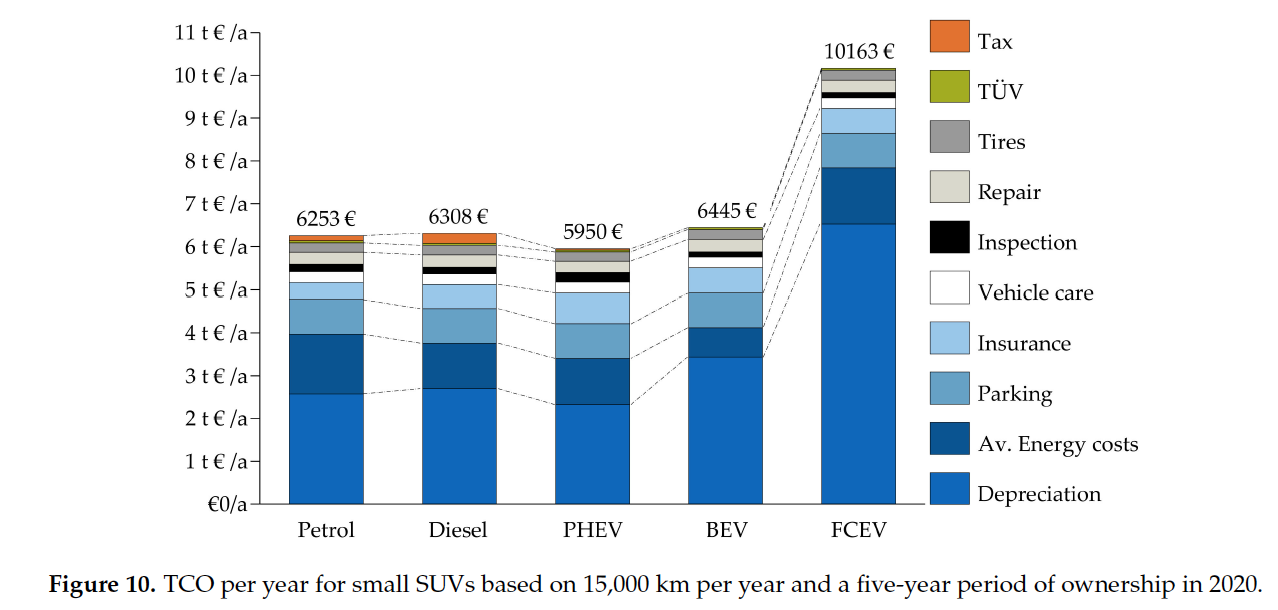 11 t € /a
10 t € /a
9 t € /a
8 t € /a
7 t € /a
6 t € /a
5 t € /a
4 t € /a
3 t € /a
2 t € /a
1 t € /a
€0/a
6253 €
6308 €
5950 €
6445 €
10163 €
Petrol
Diesel
PHEV
BEV
FCEV
Tax
TÜV
Tires
Repair
Inspection
Vehicle care
Insurance
Parking
Av. Energy costs
Depreciation
Figure 10. TCO per year for small SUVs based on 15,000 km per year and a five-year period of ownership in 2020.